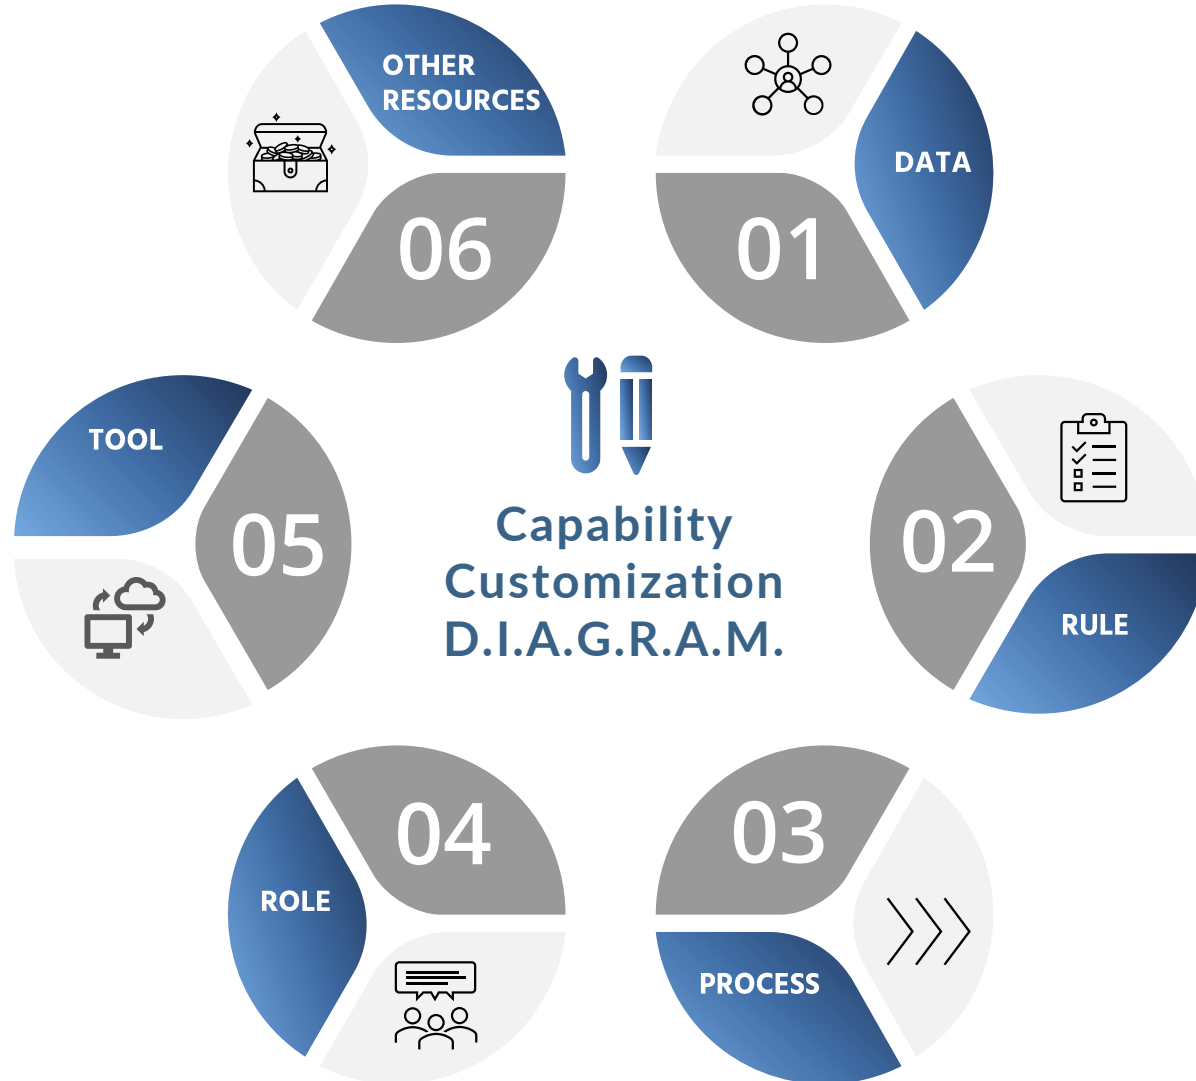 DATA
01
02
RULE
03
PROCESS
04
ROLE
TOOL
05
OTHER
RESOURCES
06
Capability
Customization
D.I.A.G.R.A.M.